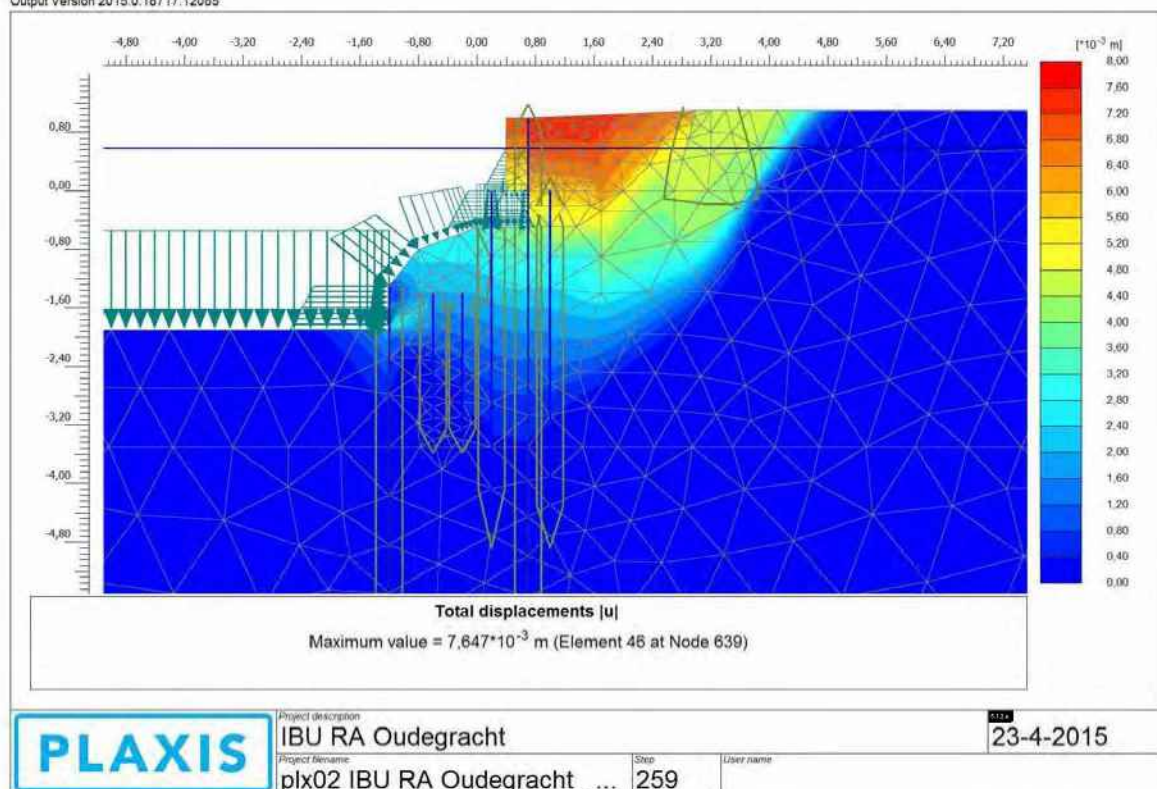 Output Version 2015.0.16717.12085
-4,80 -4,00 -3,20 -2,40 -1,60 -0,80 0,00 0,80 1,60 2,40 3,20 4,00 4,80 5,60 6,40 7,20
[*10-3 m]
8,00
7,60
7,20
6,80
6,40
6,00
5,60
5,20
4,80
4,40
4,00
3,60
3,20
2,80
2,40
2,00
1,60
1,20
0,80
0,40
0,00
0,80
0,00
-0,80
-1,60
-2,40
-3,20
-4,00
-4,80
Total displacements |u|
Maximum value = 7,647*10-3 m (Element 46 at Node 639)
PLAXIS
Project description
IBU RA Oudegracht
23-4-2015
Project filename
plx02 IBU RA Oudegracht ...
Step
259
User name